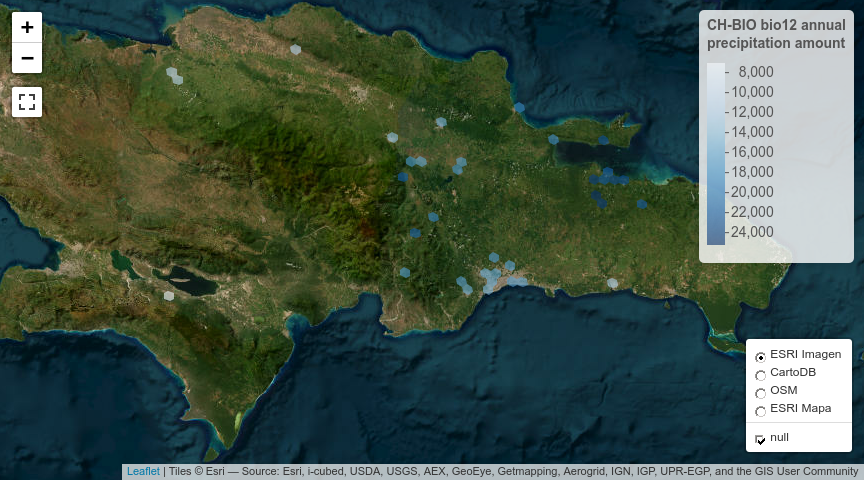 +
−
CH-BIO bio12 annual
precipitation amount
8,000
10,000
12,000
14,000
16,000
18,000
20,000
22,000
24,000
ESRI Imagen
CartoDB
OSM
ESRI Mapa
null
Leaflet | Tiles © Esri — Source: Esri, i-cubed, USDA, USGS, AEX, GeoEye, Getmapping, Aerogrid, IGN, IGP, UPR-EGP, and the GIS User Community